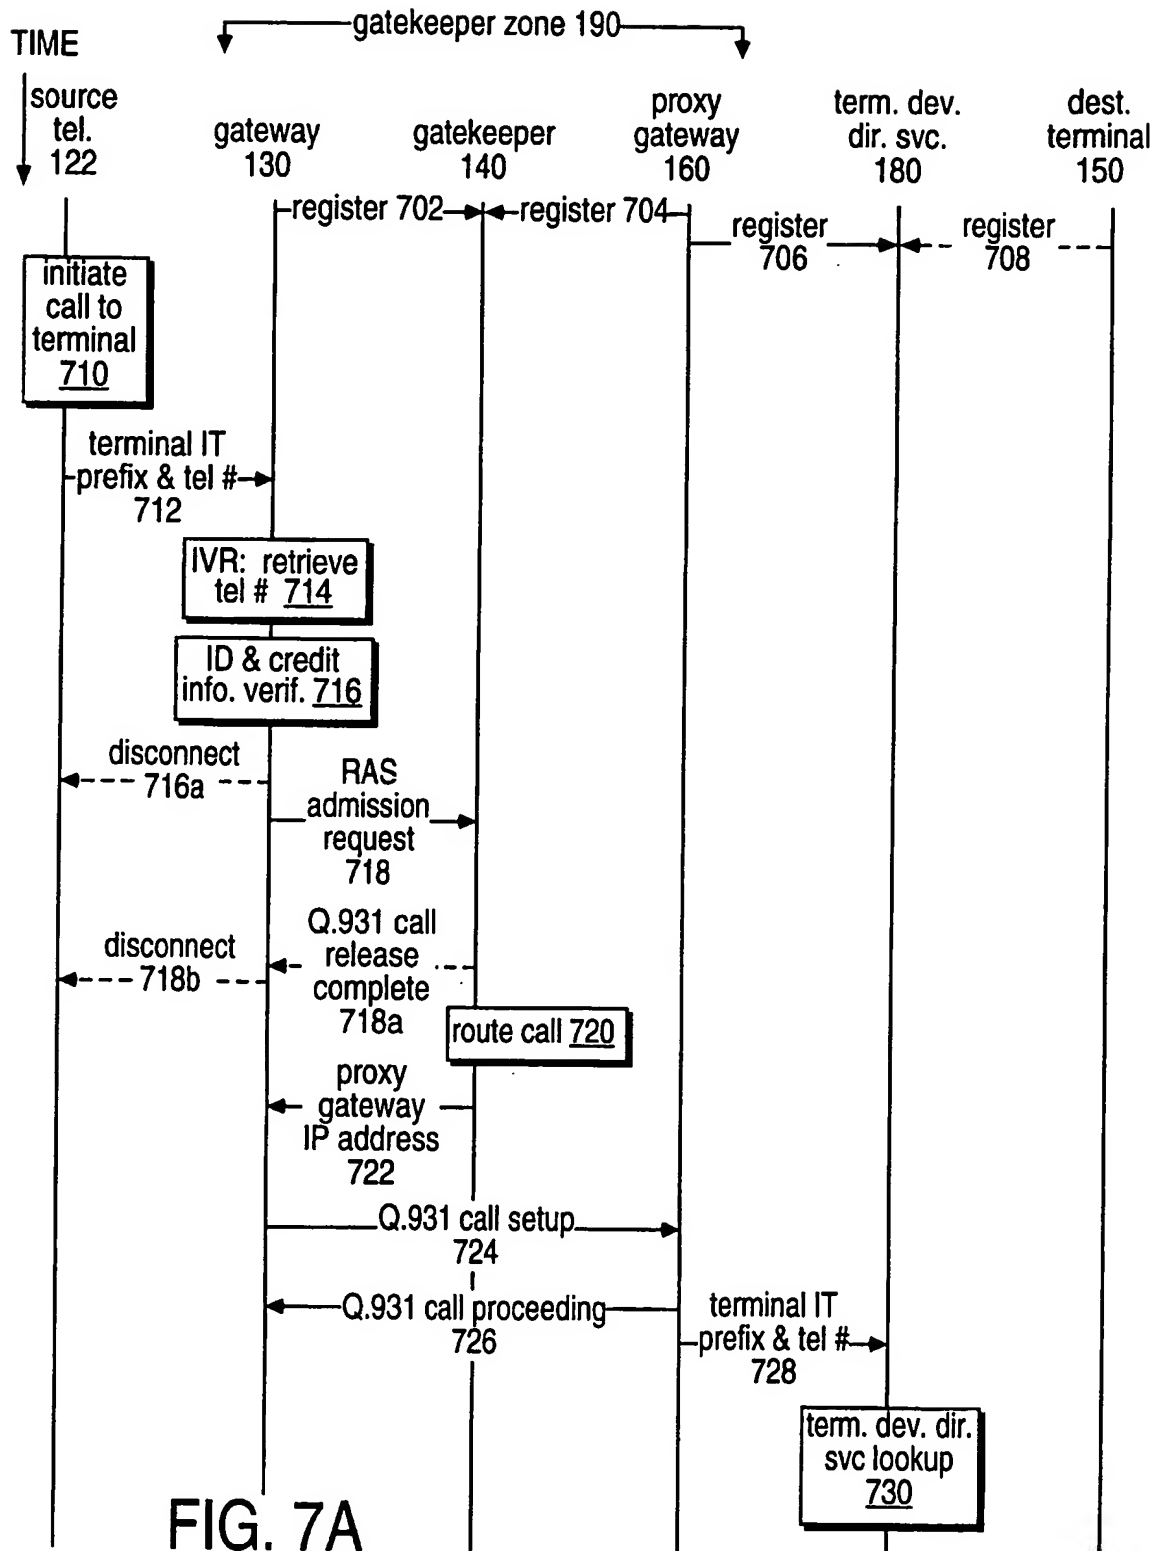 gatekeeper zone 190
TIME
source
tel.
122
gateway
130
gatekeeper
140
proxy
gateway
160
term. dev.
dir. svc.
180
dest.
terminal
150
register 702
register 704
register
706
register
708
initiate
call to
terminal
710
terminal IT
prefix & tel #
712
IVR: retrieve
tel # 714
ID & credit
info. verif. 716
disconnect
716a
RAS
admission
request
718
Q.931 call
release
complete
718a
disconnect
718b
route call 720
proxy
gateway
IP address
722
Q.931 call setup
724
Q.931 call proceeding
726
terminal IT
prefix & tel #
728
term. dev. dir.
svc lookup
730
FIG. 7A